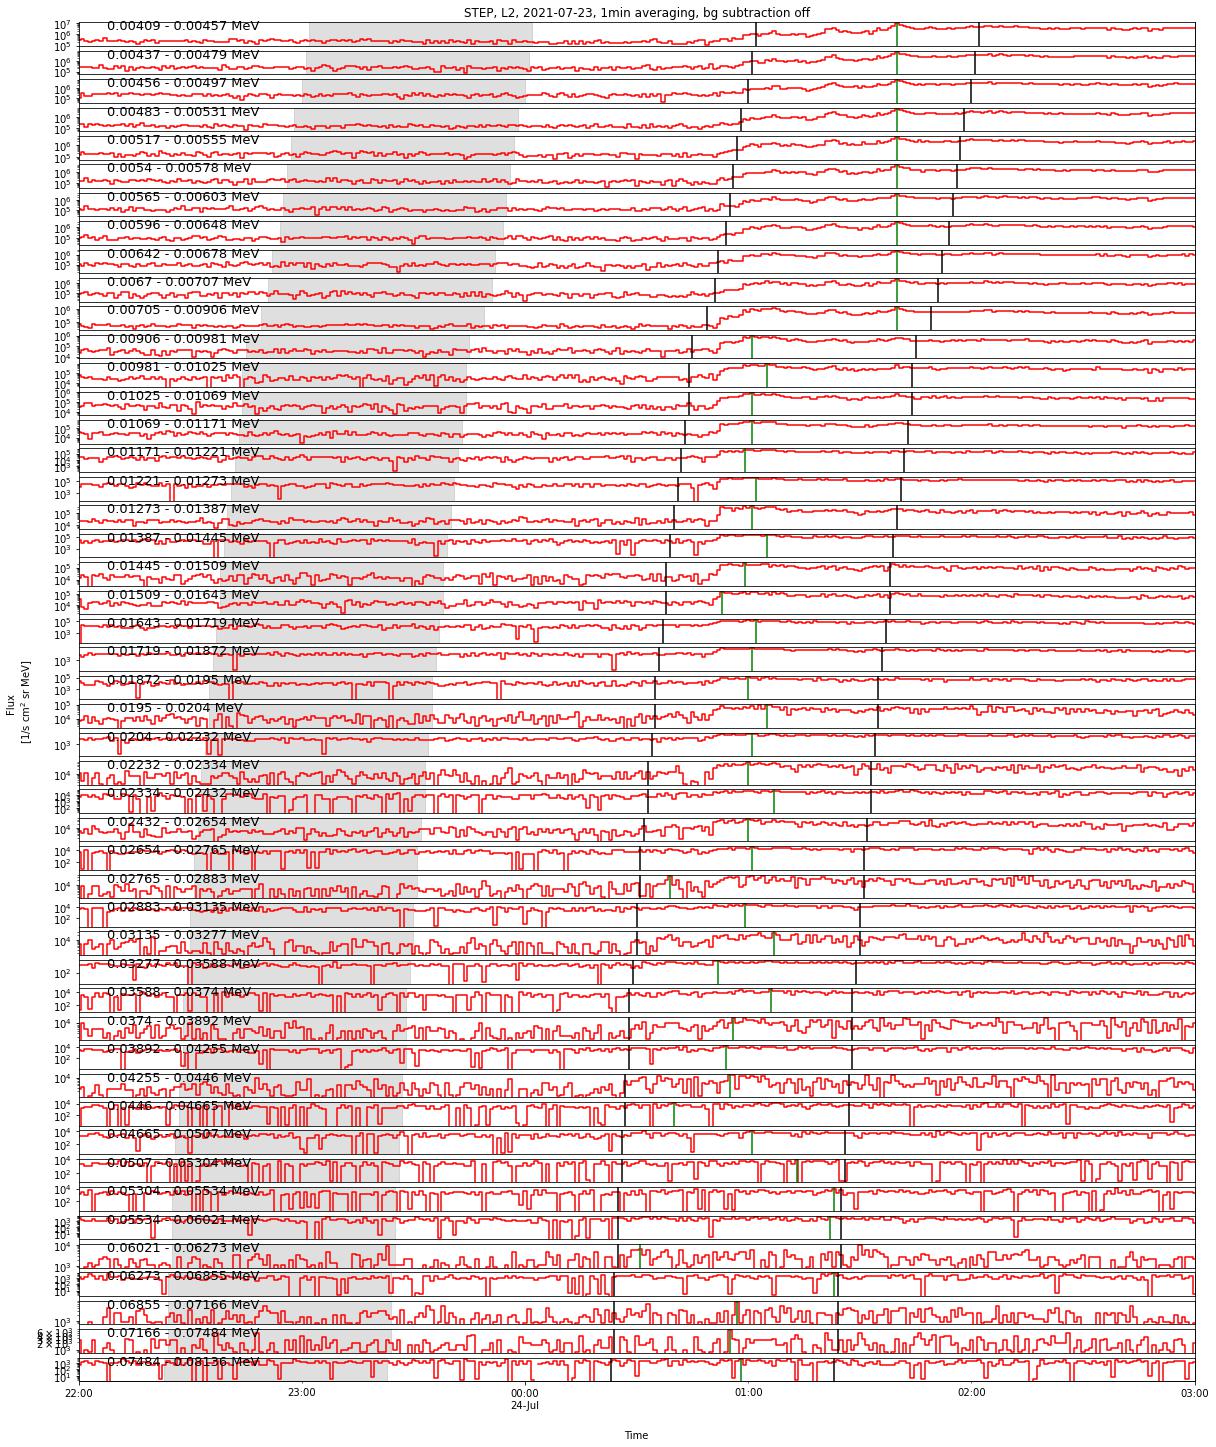 STEP, L2, 2021-07-23, 1min averaging, bg subtraction off
0.00409 - 0.00457 MeV
0.00437 - 0.00479 MeV
0.00456 - 0.00497 MeV
0.00483 - 0.00531 MeV
0.00517 - 0.00555 MeV
0.0054 - 0.00578 MeV
0.00565 - 0.00603 MeV
0.00596 - 0.00648 MeV
0.00642 - 0.00678 MeV
0.0067 - 0.00707 MeV
0.00705 - 0.00906 MeV
0.00906 - 0.00981 MeV
0.00981 - 0.01025 MeV
0.01025 - 0.01069 MeV
0.01069 - 0.01171 MeV
0.01171 - 0.01221 MeV
0.01221 - 0.01273 MeV
0.01273 - 0.01387 MeV
0.01387 - 0.01445 MeV
0.01445 - 0.01509 MeV
0.01509 - 0.01643 MeV
0.01643 - 0.01719 MeV
0.01719 - 0.01872 MeV
0.01872 - 0.0195 MeV
0.0195 - 0.0204 MeV
0.0204 - 0.02232 MeV
0.02232 - 0.02334 MeV
0.02334 - 0.02432 MeV
0.02432 - 0.02654 MeV
0.02654 - 0.02765 MeV
0.02765 - 0.02883 MeV
0.02883 - 0.03135 MeV
0.03135 - 0.03277 MeV
0.03277 - 0.03588 MeV
0.03588 - 0.0374 MeV
0.0374 - 0.03892 MeV
0.03892 - 0.04255 MeV
0.04255 - 0.0446 MeV
0.0446 - 0.04665 MeV
0.04665 - 0.0507 MeV
0.0507 - 0.05304 MeV
0.05304 - 0.05534 MeV
0.05534 - 0.06021 MeV
0.06021 - 0.06273 MeV
0.06273 - 0.06855 MeV
0.06855 - 0.07166 MeV
0.07166 - 0.07484 MeV
0.07484 - 0.08136 MeV
Flux
[1/s cm² sr MeV]
22:00 23:00 00:00 01:00 02:00 03:00
24-Jul
Time